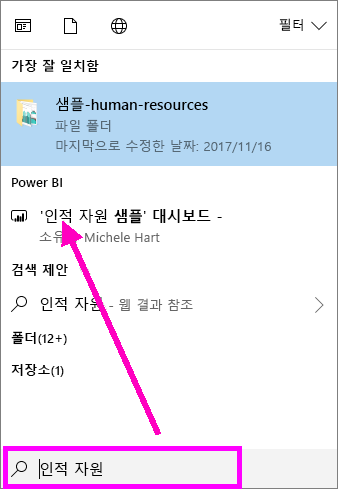 필터
가장 잘 일치함
샘플-human-resources
파일 폴더
마지막으로 수정한 날짜: 2017/11/16
Power BI
'인적 자원 샘플' 대시보드 -
Michele Hart
검색 제안
인적 자원 - 웹 결과 참조
폴더(12+)
저장소(1)
인적 자원